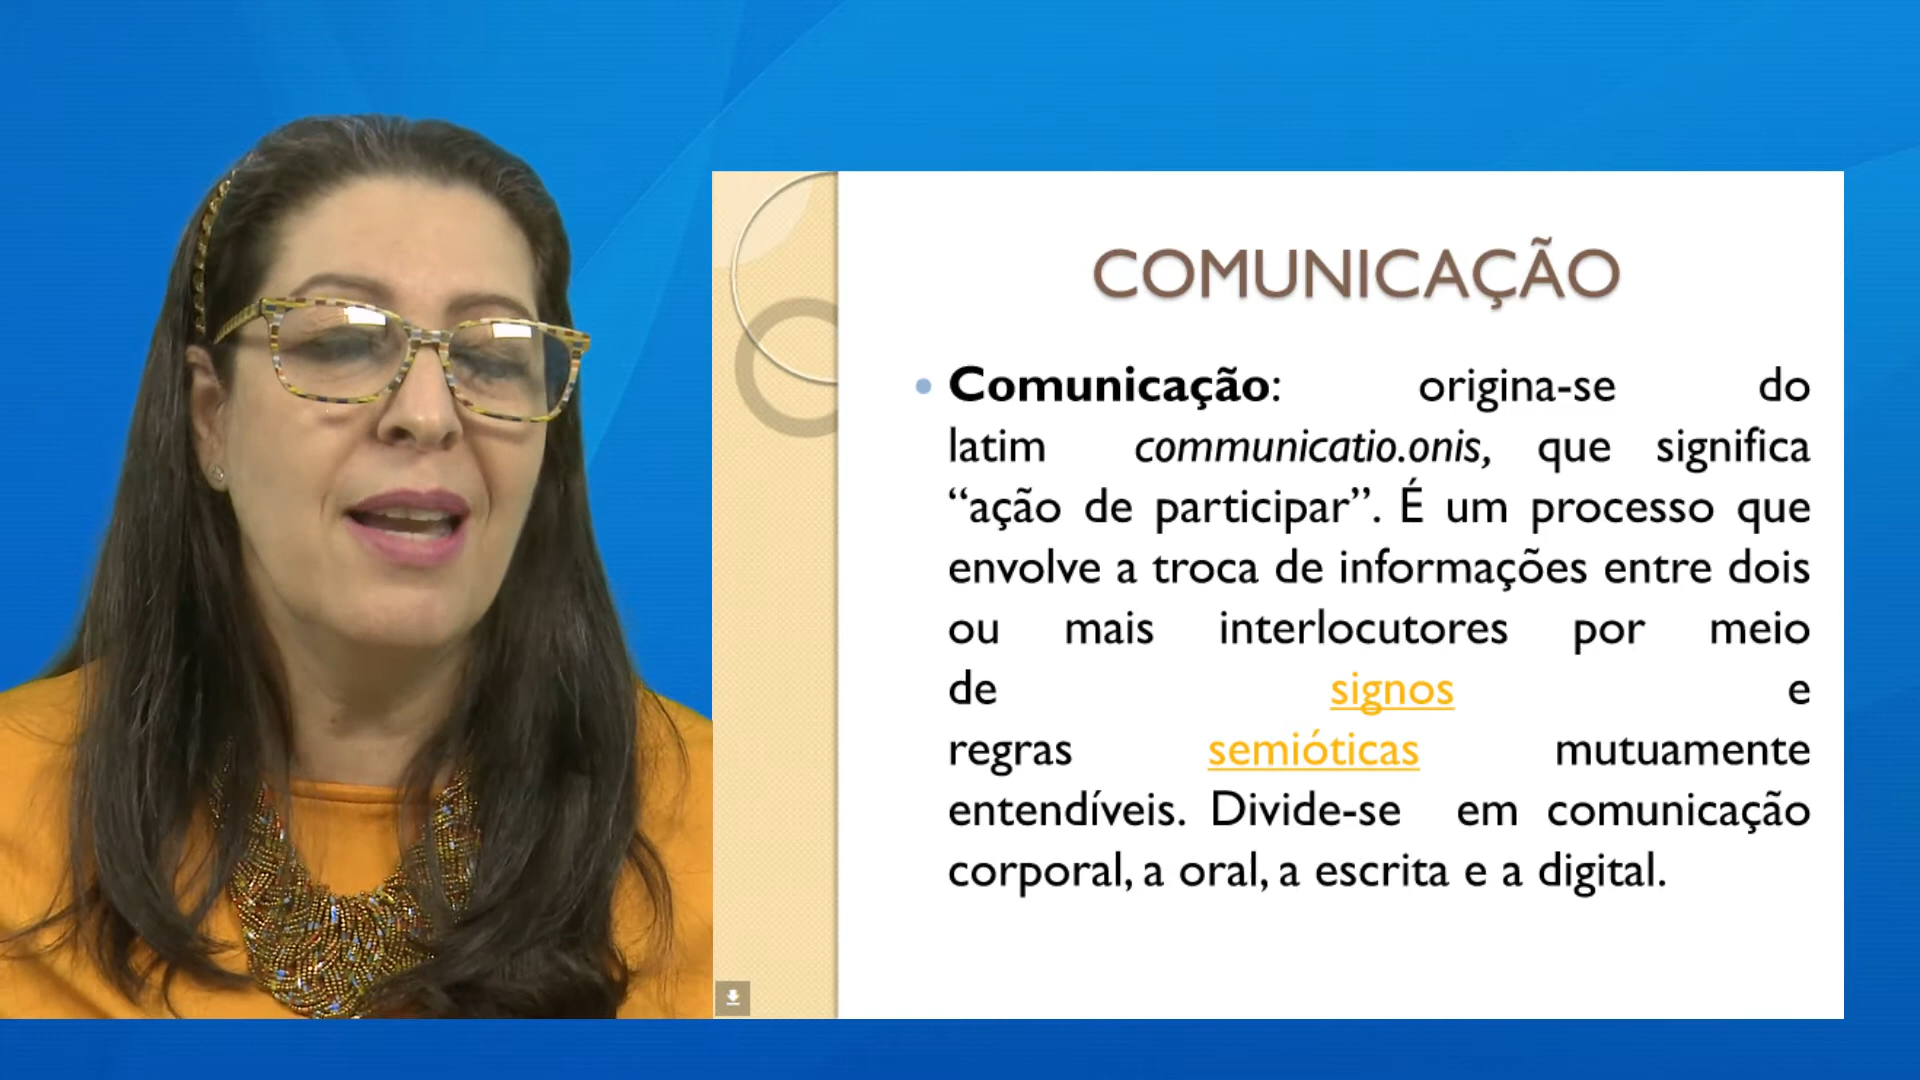 COMUNICAÇÃO
• Comunicação: origina-se do
latim communicatio.onis, que significa
“ação de participar”. É um processo que
envolve a troca de informações entre dois
ou mais interlocutores por meio
de signos e
regras semióticas mutuamente
entendíveis. Divide-se em comunicação
corporal, a oral, a escrita e a digital.